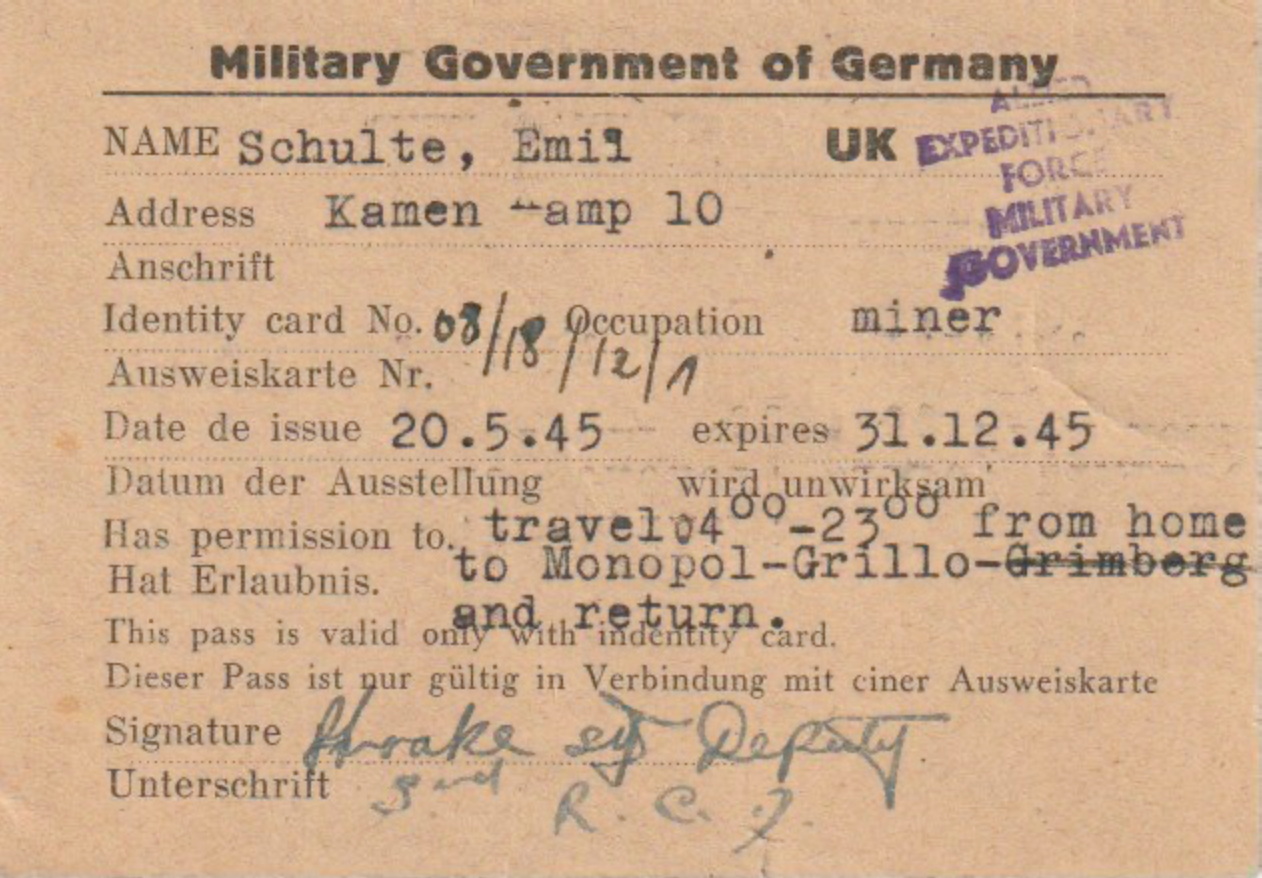 Military Government of Germany
NAME Schulte, Emil UK
ALLIED
EXPEDITIONARY
FORCE
MILITARY
GOVERNMENT
Address Kamen -amp 10
Anschrift
Identity card No. 08/18/12/1 Occupation miner
Ausweiskarte Nr.
Date de issue 20.5.45 expires 31.12.45
Datum der Ausstellung wird unwirksam
Has permission to. travel 04⁰⁰-23⁰⁰ from home
to Monopol-Grillo-Grimberg
Hat Erlaubnis.
and return.
This pass is valid only with indentity card.
Dieser Pass ist nur gültig in Verbindung mit einer Ausweiskarte
Signature Deputy
Unterschrift
R. C.